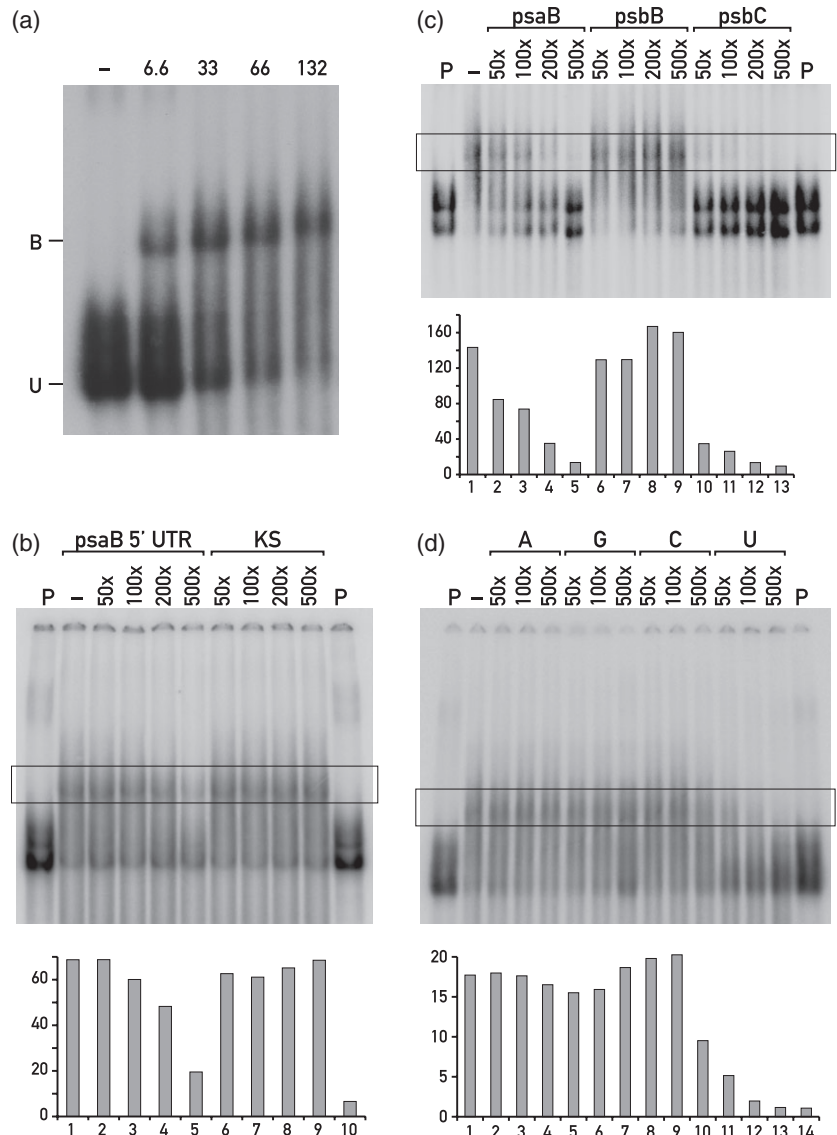 (a)
– 6.6 33 66 132
B
U
(b)
psaB 5' UTR KS
P – 50x 100x 200x 500x 50x 100x 200x 500x P
60
40
20
0
1 2 3 4 5 6 7 8 9 10
(c)
psaB psbB psbC
P – 50x 100x 200x 500x 50x 100x 200x 500x 50x 100x 200x 500x P
160
120
80
40
0
1 2 3 4 5 6 7 8 9 10 11 12 13
(d)
A G C U
P – 50x 100x 500x 50x 100x 500x 50x 100x 500x 50x 100x 500x P
20
15
10
5
0
1 2 3 4 5 6 7 8 9 10 11 12 13 14